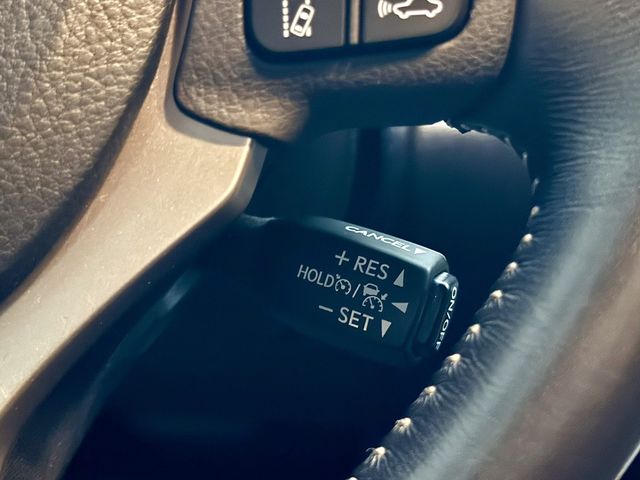 CANCEL
+ RES
HOLD /
− SET
ON/OFF